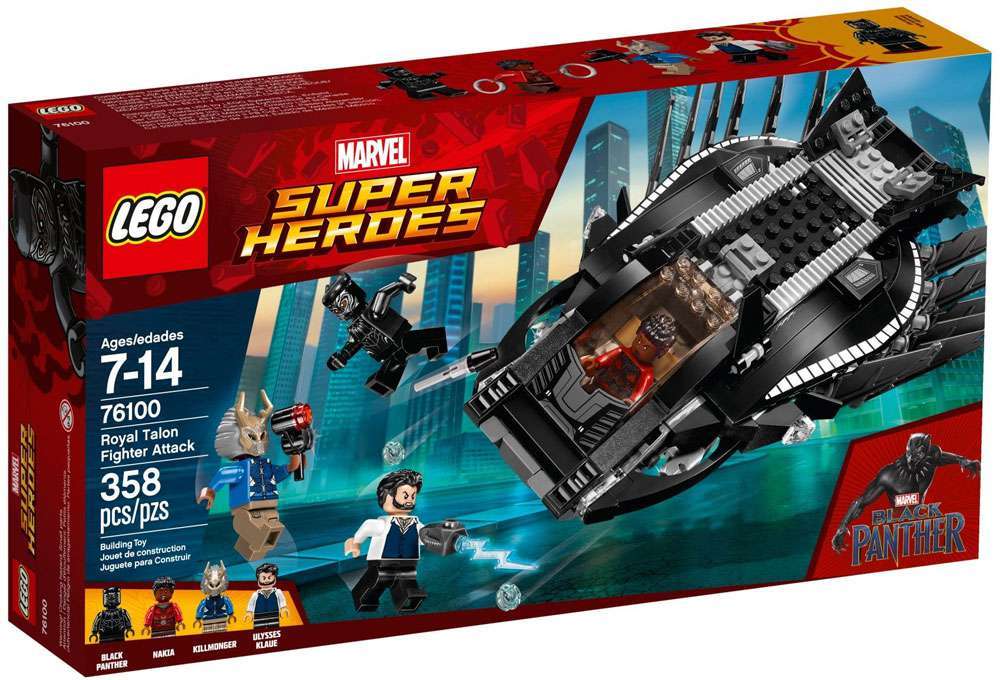 LEGO
76100
MARVEL
SUPER
HEROES
LEGO
Ages/edades
7-14
76100
Royal Talon
Fighter Attack
358
pcs/pzs
Building Toy
Jouet de construction
Juguete para Construir
BLACK
PANTHER
NAKIA
KILLMONGER
ULYSSES
KLAUE
MARVEL
BLACK
PANTHER
MARVEL
SUPER
HEROES
LEGO
76100